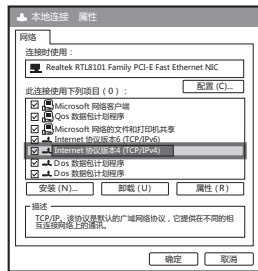 本地连接 属性
网络
连接时使用：
Realtek RTL8101 Family PCI-E Fast Ethernet NIC
配置 (C)...
此连接使用下列项目 ( 0 ) ：
Microsoft 网络客户端
Qos 数据包计划程序
Microsoft 网络的文件和打印机共享
Internet 协议版本6 (TCP/IPv6)
Internet 协议版本4 (TCP/IPv4)
Dos 数据包计划程序
Dos 数据包计划程序
安装 (N)... 卸载 ( U ) 属性 ( R )
描述
TCP/IP。该协议是默认的广域网络协议，它提供在不同的相
互连接网络上的通讯。
确定 取消